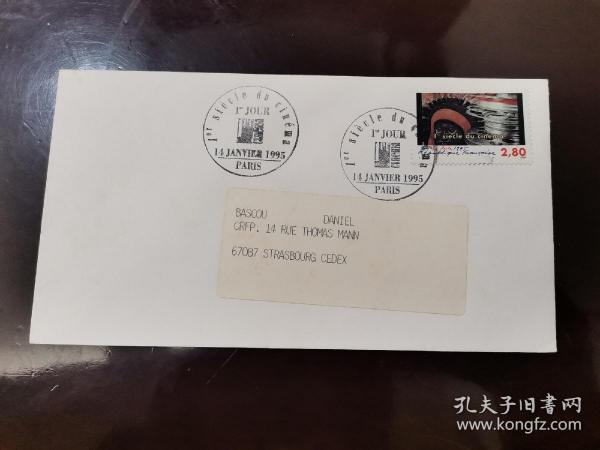 1er siècle du cinéma
1er JOUR
14 JANVIER 1995
PARIS
1er siècle du cinéma
1er JOUR
14 JANVIER 1995
PARIS
1er siècle du cinéma
2,80
BASCOU DANIEL
CRFP. 14 RUE THOMAS MANN
67087 STRASBOURG CEDEX
孔夫子旧书网
www.kongfz.com